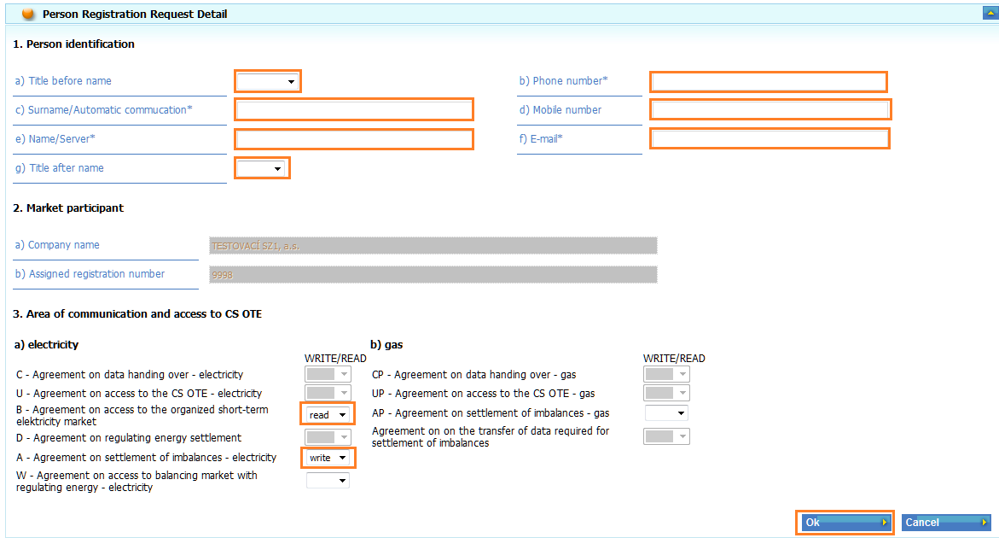 Person Registration Request Detail
1. Person identification
a) Title before name
b) Phone number*
c) Surname/Automatic commucation*
d) Mobile number
e) Name/Server*
f) E-mail*
g) Title after name
2. Market participant
a) Company name
TESTOVACÍ SZ1, a.s.
b) Assigned registration number
9998
3. Area of communication and access to CS OTE
a) electricity
b) gas
WRITE/READ
WRITE/READ
C - Agreement on data handing over - electricity
CP - Agreement on data handing over - gas
U - Agreement on access to the CS OTE - electricity
UP - Agreement on access to the CS OTE - gas
B - Agreement on access to the organized short-term
elektricity market
read
AP - Agreement on settlement of imbalances - gas
D - Agreement on regulating energy settlement
Agreement on on the transfer of data required for
settlement of imbalances
A - Agreement on settlement of imbalances - electricity
write
W - Agreement on access to balancing market with
regulating energy - electricity
Ok
Cancel